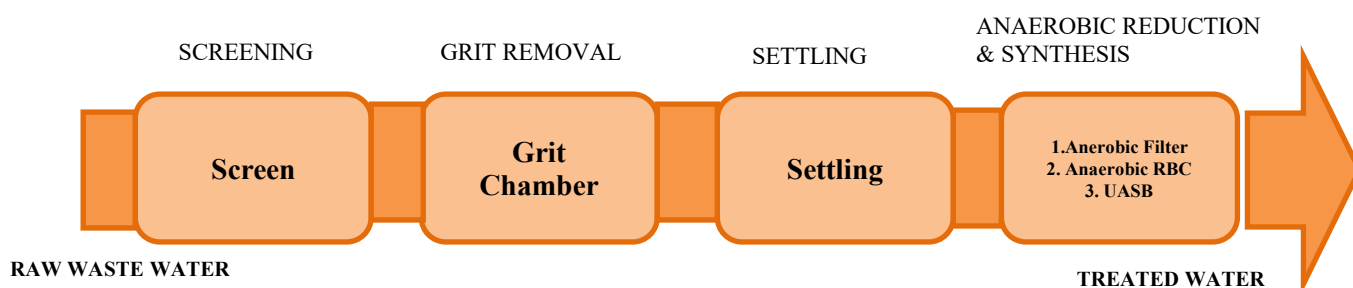 SCREENING
GRIT REMOVAL
SETTLING
ANAEROBIC REDUCTION
& SYNTHESIS
Screen
Grit
Chamber
Settling
1.Anerobic Filter
2. Anaerobic RBC
3. UASB
RAW WASTE WATER
TREATED WATER